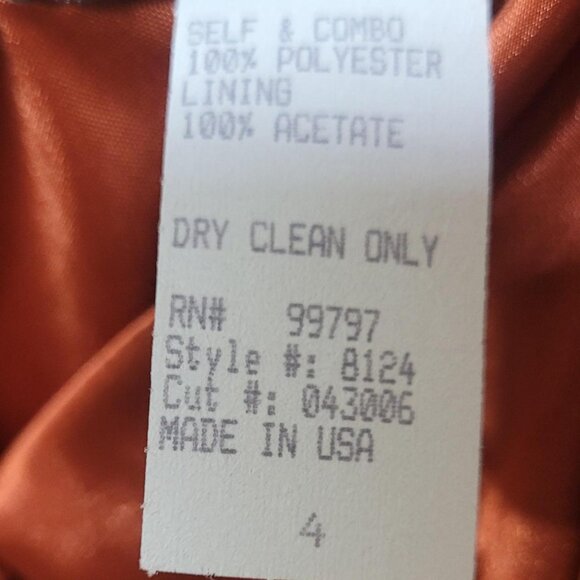 SELF & COMBO
100% POLYESTER
LINING
100% ACETATE
DRY CLEAN ONLY
RN# 99797
Style #: 8124
Cut #: 043006
MADE IN USA
4